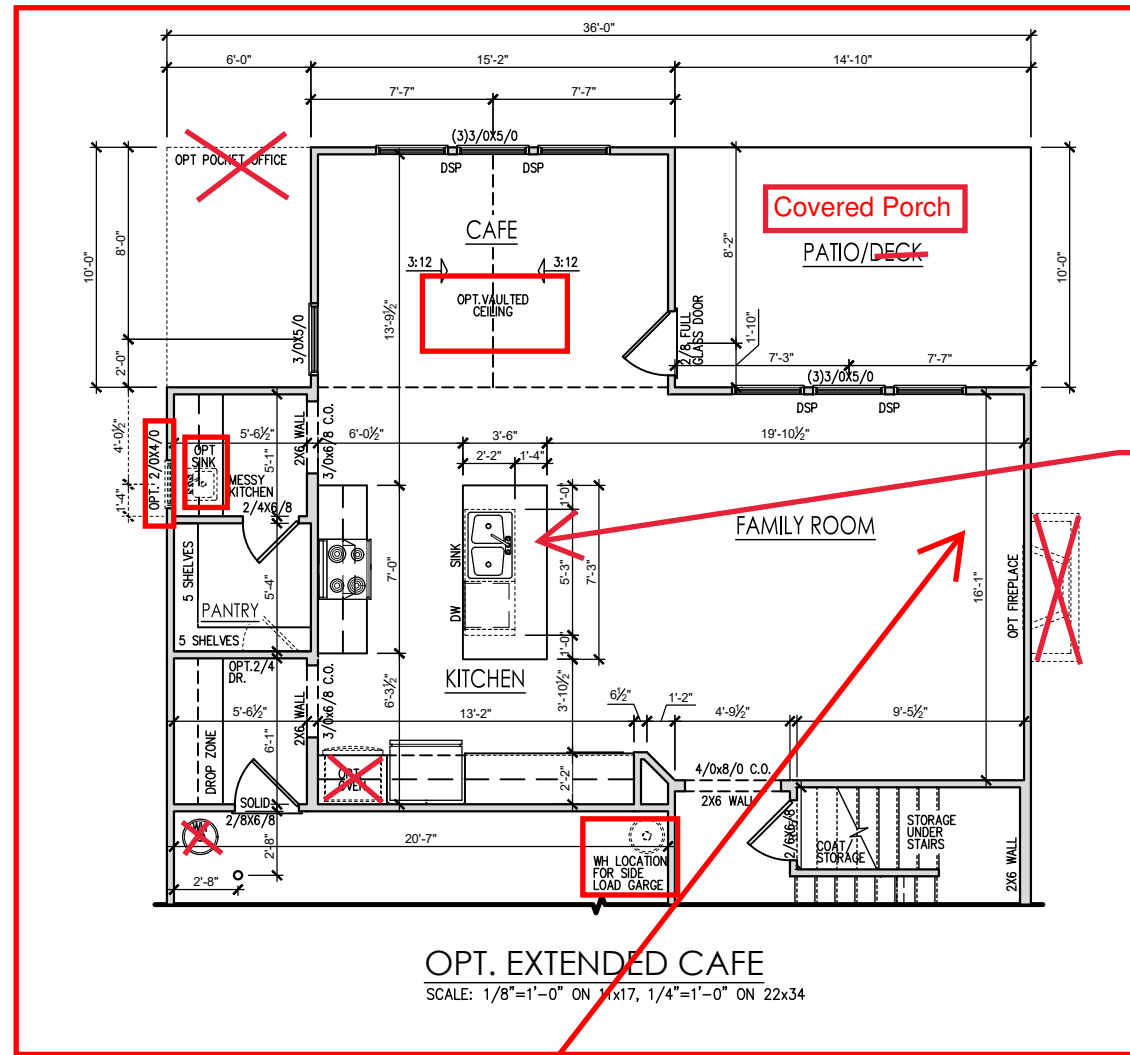 36'-0"
6'-0"
15'-2"
14'-10"
7'-7"
7'-7"
(3)3/0X5/0
OPT POCKET OFFICE
DSP
DSP
Covered Porch
CAFE
PATIO/DECK
8'-0"
10'-0"
8'-2"
10'-0"
3:12
3:12
OPT.VAULTED
CEILING
13'-9½"
3/0X5/0
2/8 FULL
GLASS DOOR
1'-10"
2'-0"
7'-3"
7'-7"
(3)3/0X5/0
DSP
DSP
4'-0½"
OPT. 2/0X4/0
5'-6½"
2X6 WALL
3/0x6/8 C.O.
6'-0½"
3'-6"
19'-10½"
2'-2"
1'-4"
OPT
SINK
5'-1"
MESSY
KITCHEN
1'-4"
2/4X6/8
1'-0"
FAMILY ROOM
SINK
5 SHELVES
5'-4"
7'-0"
5'-3"
7'-3"
16'-1"
OPT FIREPLACE
PANTRY
DW
5 SHELVES
1'-0"
OPT.2/4
DR.
KITCHEN
5'-6½"
2X6 WALL
3/0x6/8 C.O.
6'-3½"
3'-10½"
13'-2"
6½"
1'-2"
4'-9½"
9'-5½"
DROP ZONE
6'-1"
OPT.
OVEN
2'-2"
4/0x8/0 C.O.
2X6 WALL
SOLID
2/8X6/8
WH
2'-8"
20'-7"
2'-8"
WH LOCATION
FOR SIDE
LOAD GARGE
2/6X6/8
COAT/
STORAGE
STORAGE
UNDER
STAIRS
2X6 WALL
OPT. EXTENDED CAFE
SCALE: 1/8"=1'-0" ON 11x17, 1/4"=1'-0" ON 22x34